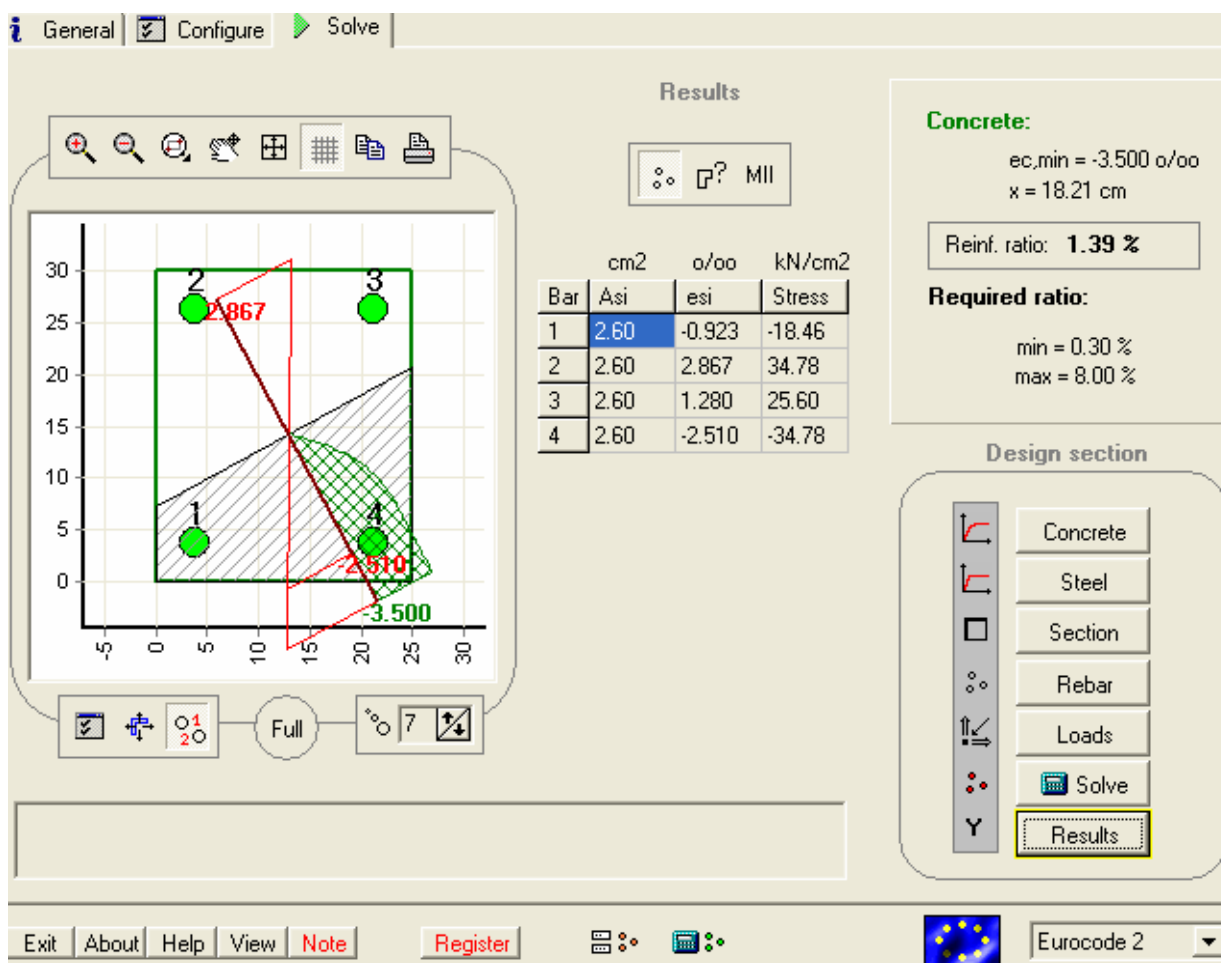 General Configure Solve
Results
MII
Concrete:
ec,min = -3.500 o/oo
x = 18.21 cm
Reinf. ratio: 1.39 %
Required ratio:
min = 0.30 %
max = 8.00 %
cm2 o/oo kN/cm2
Bar Asi esi Stress
1 2.60 -0.923 -18.46
2 2.60 2.867 34.78
3 2.60 1.280 25.60
4 2.60 -2.510 -34.78
30
25
20
15
10
5
0
2 3
2.867
1 4
-2.510
-3.500
-5 0 5 10 15 20 25 30
Full
7
Design section
Concrete
Steel
Section
Rebar
Loads
Solve
Y Results
Exit About Help View Note Register Eurocode 2